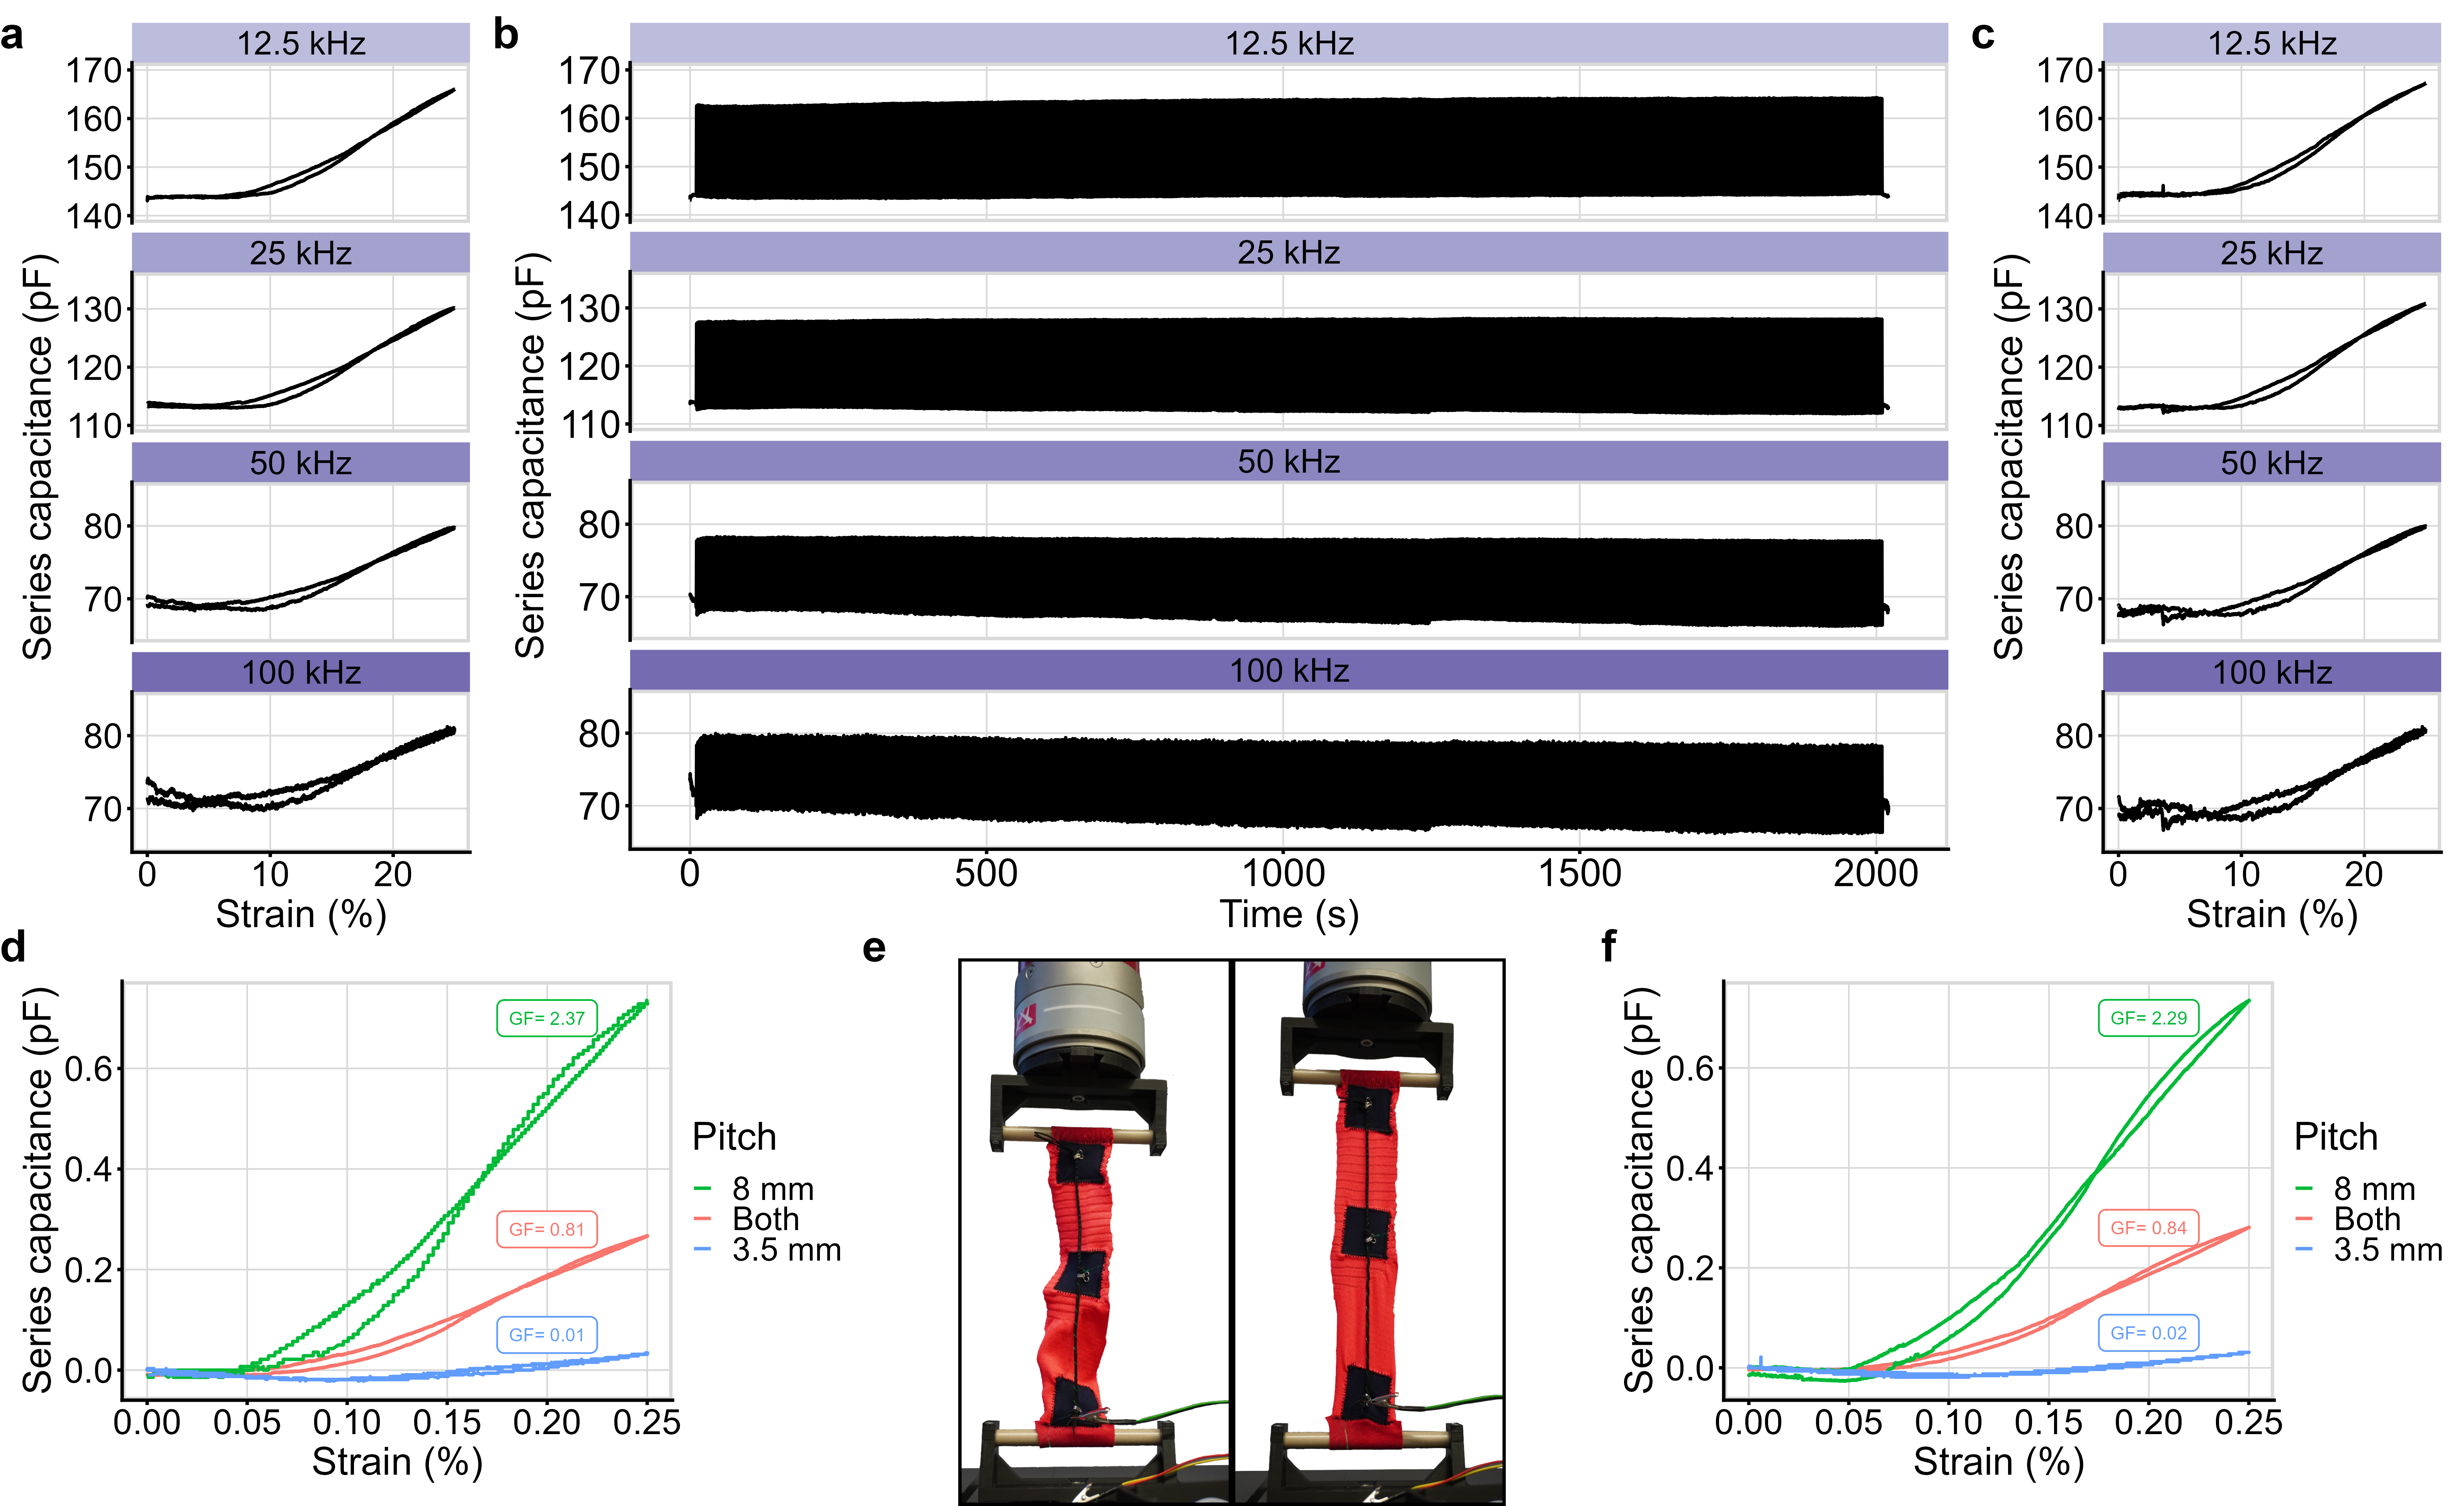 a
12.5 kHz
170
160
150
140
25 kHz
130
120
110
50 kHz
80
70
100 kHz
80
70
0 10 20
Strain (%)
Series capacitance (pF)
b
12.5 kHz
170
160
150
140
25 kHz
130
120
110
50 kHz
80
70
100 kHz
80
70
0 500 1000 1500 2000
Time (s)
Series capacitance (pF)
c
12.5 kHz
170
160
150
140
25 kHz
130
120
110
50 kHz
80
70
100 kHz
80
70
0 10 20
Strain (%)
Series capacitance (pF)
d
GF= 2.37
GF= 0.81
GF= 0.01
0.6
0.4
0.2
0.0
0.00 0.05 0.10 0.15 0.20 0.25
Strain (%)
Series capacitance (pF)
Pitch
8 mm
Both
3.5 mm
e
f
GF= 2.29
GF= 0.84
GF= 0.02
0.6
0.4
0.2
0.0
0.00 0.05 0.10 0.15 0.20 0.25
Strain (%)
Series capacitance (pF)
Pitch
8 mm
Both
3.5 mm